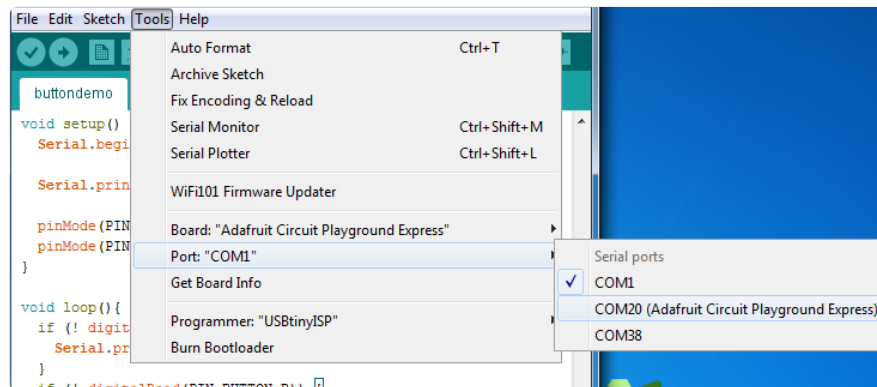 File Edit Sketch Tools Help
Auto Format Ctrl+T
Archive Sketch
buttondemo
Fix Encoding & Reload
void setup()
Serial Monitor Ctrl+Shift+M
Serial.begi
Serial Plotter Ctrl+Shift+L
Serial.prin
WiFi101 Firmware Updater
pinMode(PIN
Board: "Adafruit Circuit Playground Express"
pinMode(PIN
Port: "COM1"
Serial ports
}
Get Board Info
COM1
void loop(){
COM20 (Adafruit Circuit Playground Express)
Programmer: "USBtinyISP"
if (! digit
COM38
Serial.pr
Burn Bootloader
}